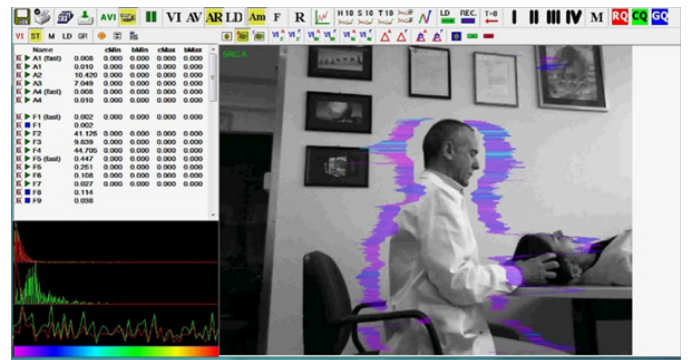 AVI VI AV AR LD Am F R H 10 S 10 T 10 N LD REC. T=0 I II III IV M RQ CQ GQ
VI ST M LD GR
Name cMin bMin cMax bMax
A1 (fast) 0.008 0.000 0.000 0.000 0.000
A1 0.010 0.000 0.000 0.000 0.000
A2 10.420 0.000 0.000 0.000 0.000
A3 7.049 0.000 0.000 0.000 0.000
A4 (fast) 0.008 0.000 0.000 0.000 0.000
A4 0.010 0.000 0.000 0.000 0.000
F1 (fast) 0.002 0.000 0.000 0.000 0.000
F1 0.002
F2 41.126 0.000 0.000 0.000 0.000
F3 9.839 0.000 0.000 0.000 0.000
F4 44.705 0.000 0.000 0.000 0.000
F5 (fast) 0.447 0.000 0.000 0.000 0.000
F5 0.251 0.000 0.000 0.000 0.000
F6 0.108 0.000 0.000 0.000 0.000
F7 0.027 0.000 0.000 0.000 0.000
F8 0.114
F9 0.038
SRC A